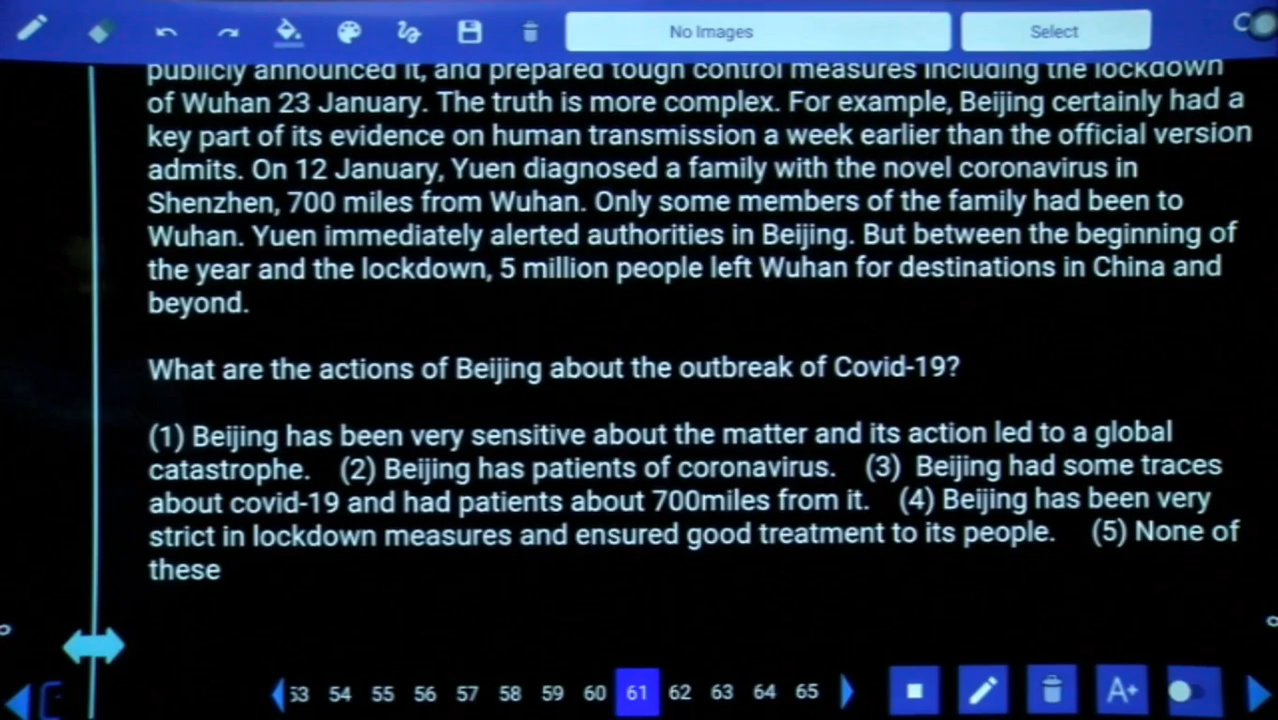 No Images
Select
publicly announced it, and prepared tough control measures including the lockdown
of Wuhan 23 January. The truth is more complex. For example, Beijing certainly had a
key part of its evidence on human transmission a week earlier than the official version
admits. On 12 January, Yuen diagnosed a family with the novel coronavirus in
Shenzhen, 700 miles from Wuhan. Only some members of the family had been to
Wuhan. Yuen immediately alerted authorities in Beijing. But between the beginning of
the year and the lockdown, 5 million people left Wuhan for destinations in China and
beyond.
What are the actions of Beijing about the outbreak of Covid-19?
(1) Beijing has been very sensitive about the matter and its action led to a global
catastrophe. (2) Beijing has patients of coronavirus. (3) Beijing had some traces
about covid-19 and had patients about 700miles from it. (4) Beijing has been very
strict in lockdown measures and ensured good treatment to its people. (5) None of
these
53 54 55 56 57 58 59 60 61 62 63 64 65
A+